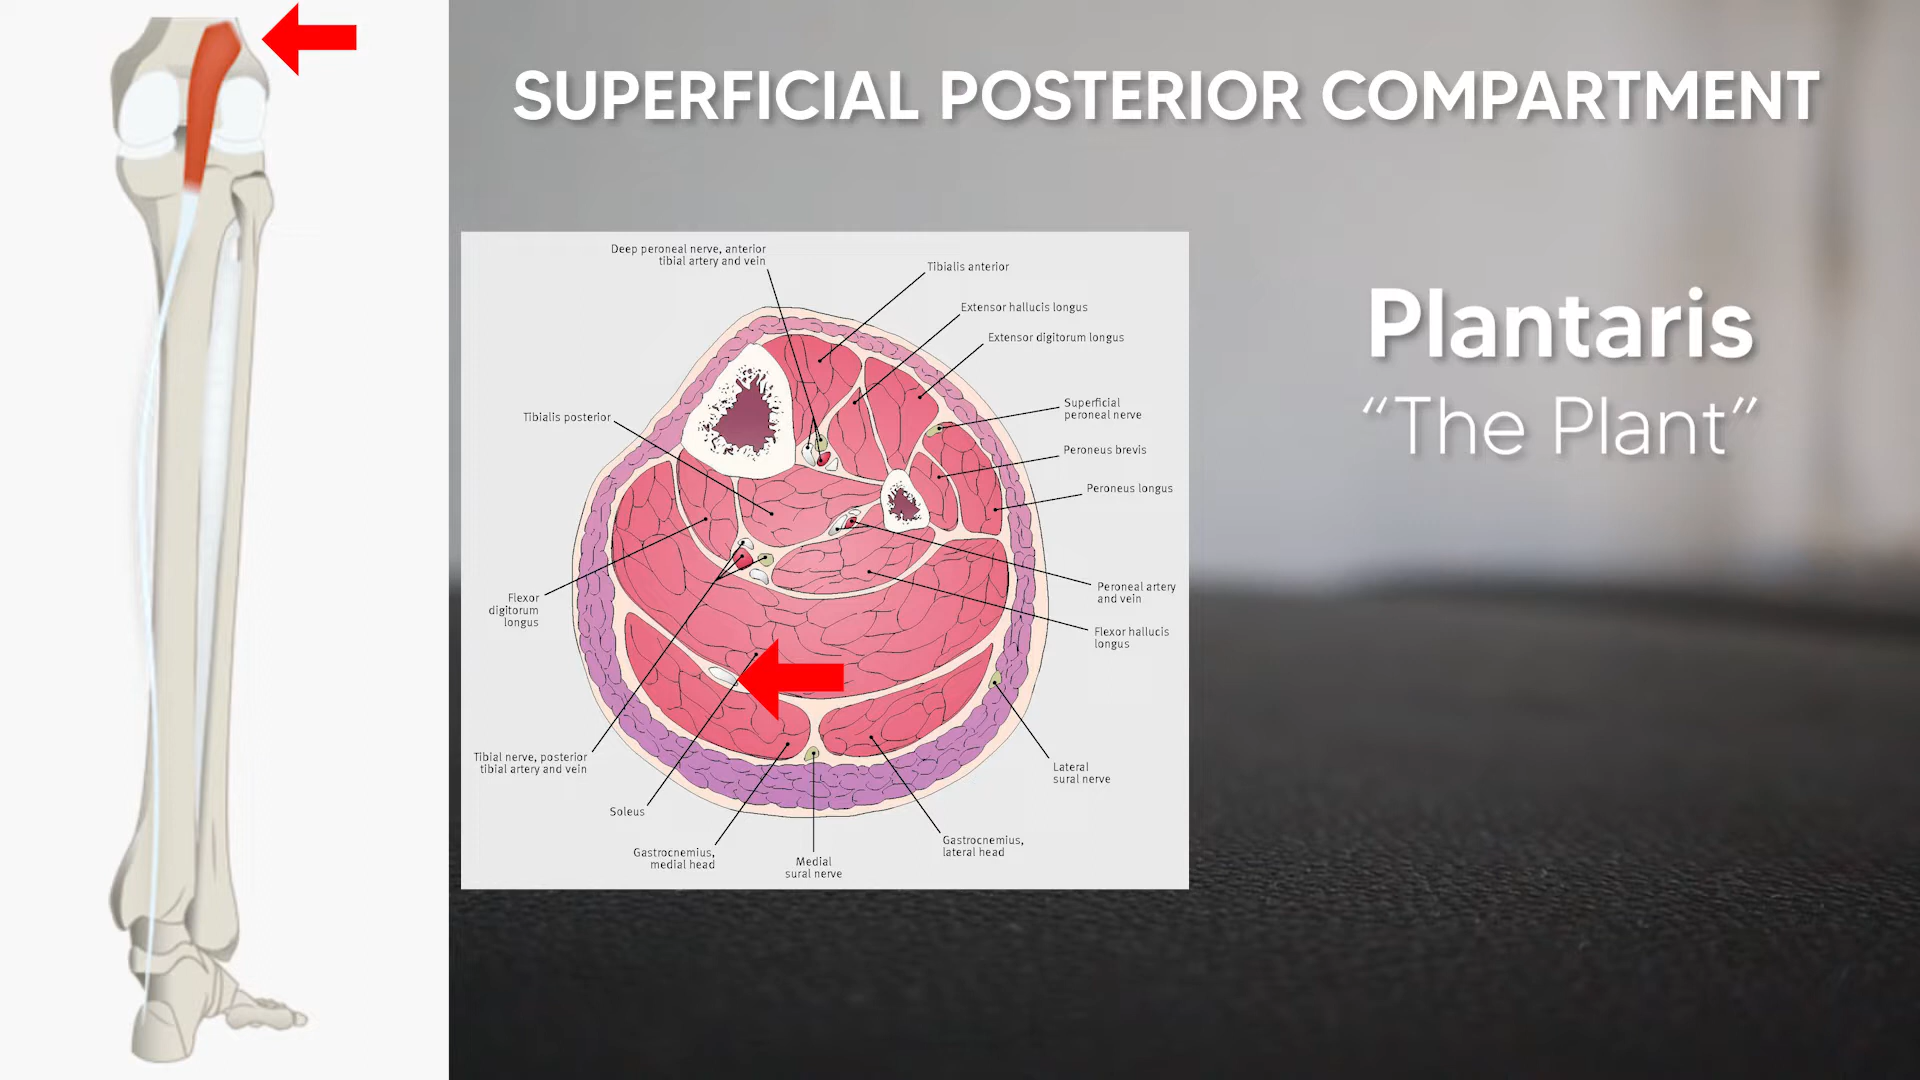 SUPERFICIAL POSTERIOR COMPARTMENT
Plantaris
“The Plant”
Deep peroneal nerve, anterior
tibial artery and vein
Tibialis anterior
Extensor hallucis longus
Extensor digitorum longus
Superficial
peroneal nerve
Tibialis posterior
Peroneus brevis
Peroneus longus
Peroneal artery
and vein
Flexor
digitorum
longus
Flexor hallucis
longus
Tibial nerve, posterior
tibial artery and vein
Lateral
sural nerve
Soleus
Gastrocnemius,
medial head
Medial
sural nerve
Gastrocnemius,
lateral head